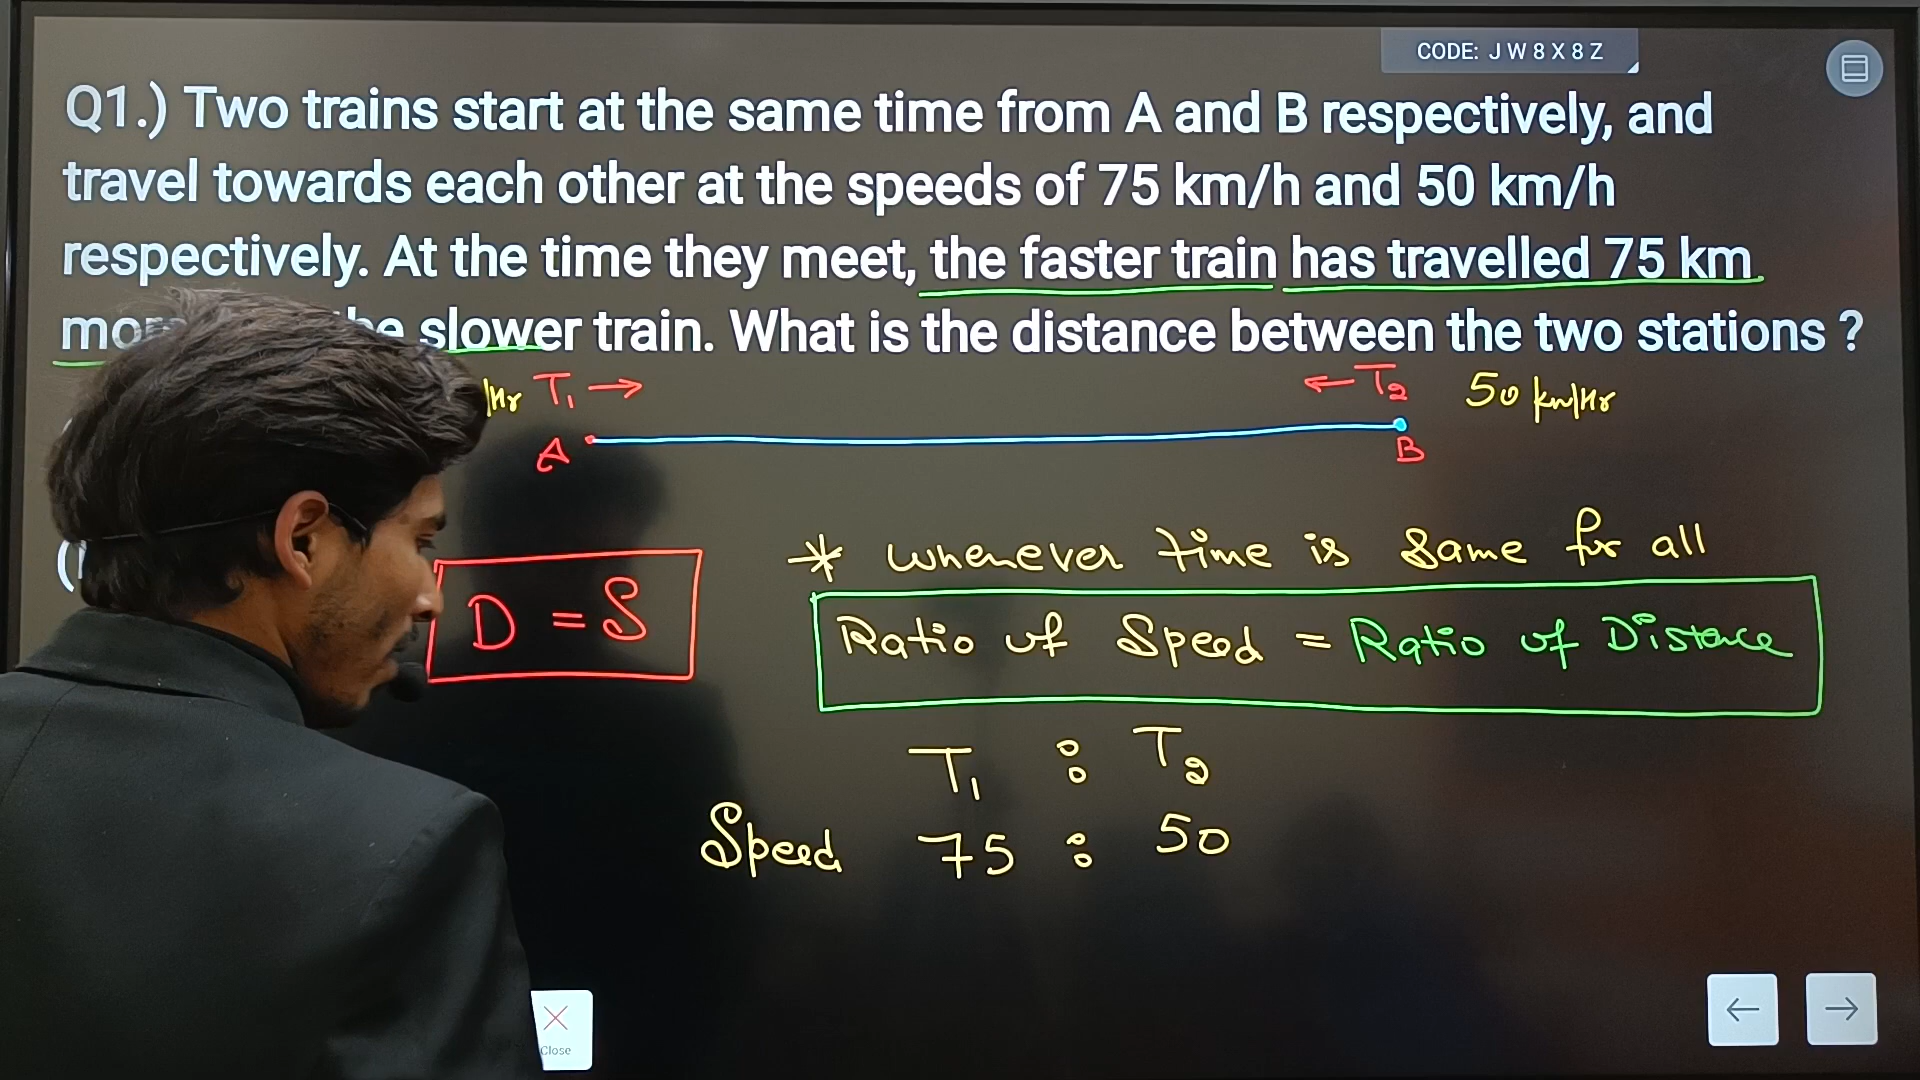 CODE: JW8X8Z
Q1.) Two trains start at the same time from A and B respectively, and
travel towards each other at the speeds of 75 km/h and 50 km/h
respectively. At the time they meet, the faster train has travelled 75 km
slower train. What is the distance between the two stations ?
/Hr T₁ → ← T₂ 50 km/Hr
A B
* Whenever time is Same for all
D = S
Ratio of Speed = Ratio of Distance
T₁ : T₂
Speed 75 : 50
← →
Close